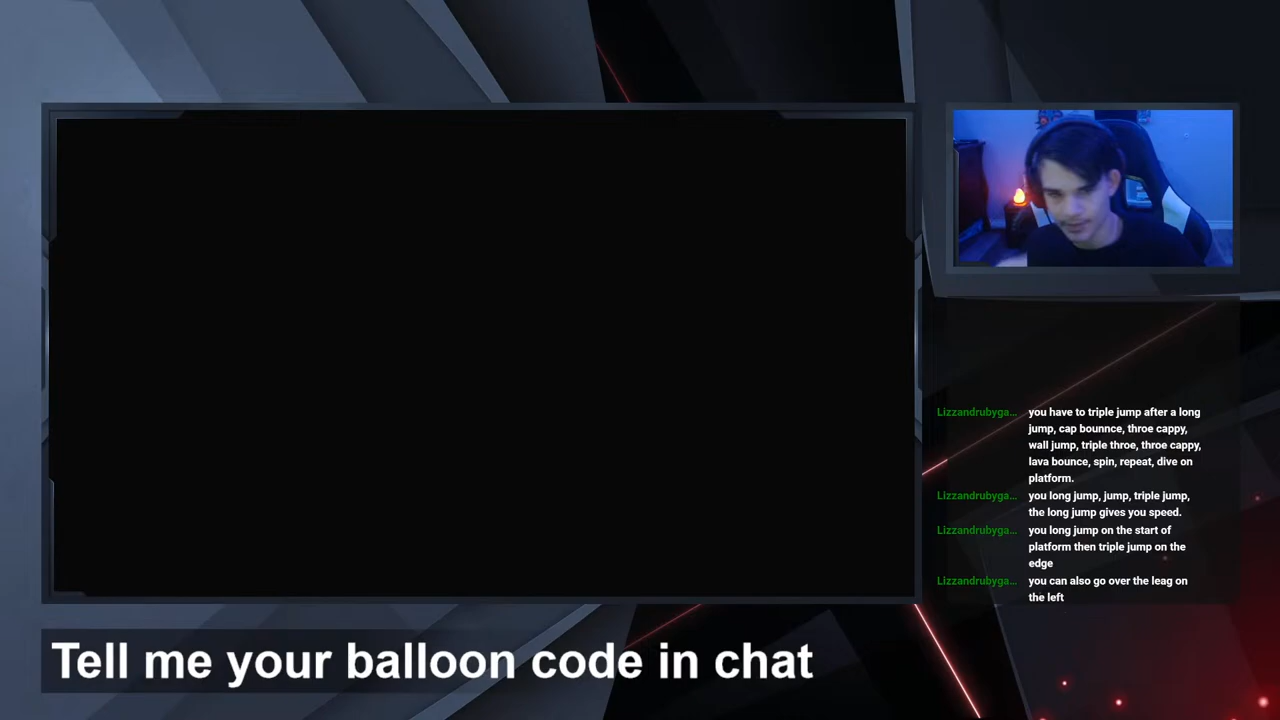 Lizzandrubyga… you have to triple jump after a long
jump, cap bounnce, throe cappy,
wall jump, triple throe, throe cappy,
lava bounce, spin, repeat, dive on
platform.
Lizzandrubyga… you long jump, jump, triple jump,
the long jump gives you speed.
Lizzandrubyga… you long jump on the start of
platform then triple jump on the
edge
Lizzandrubyga… you can also go over the leag on
the left
Tell me your balloon code in chat